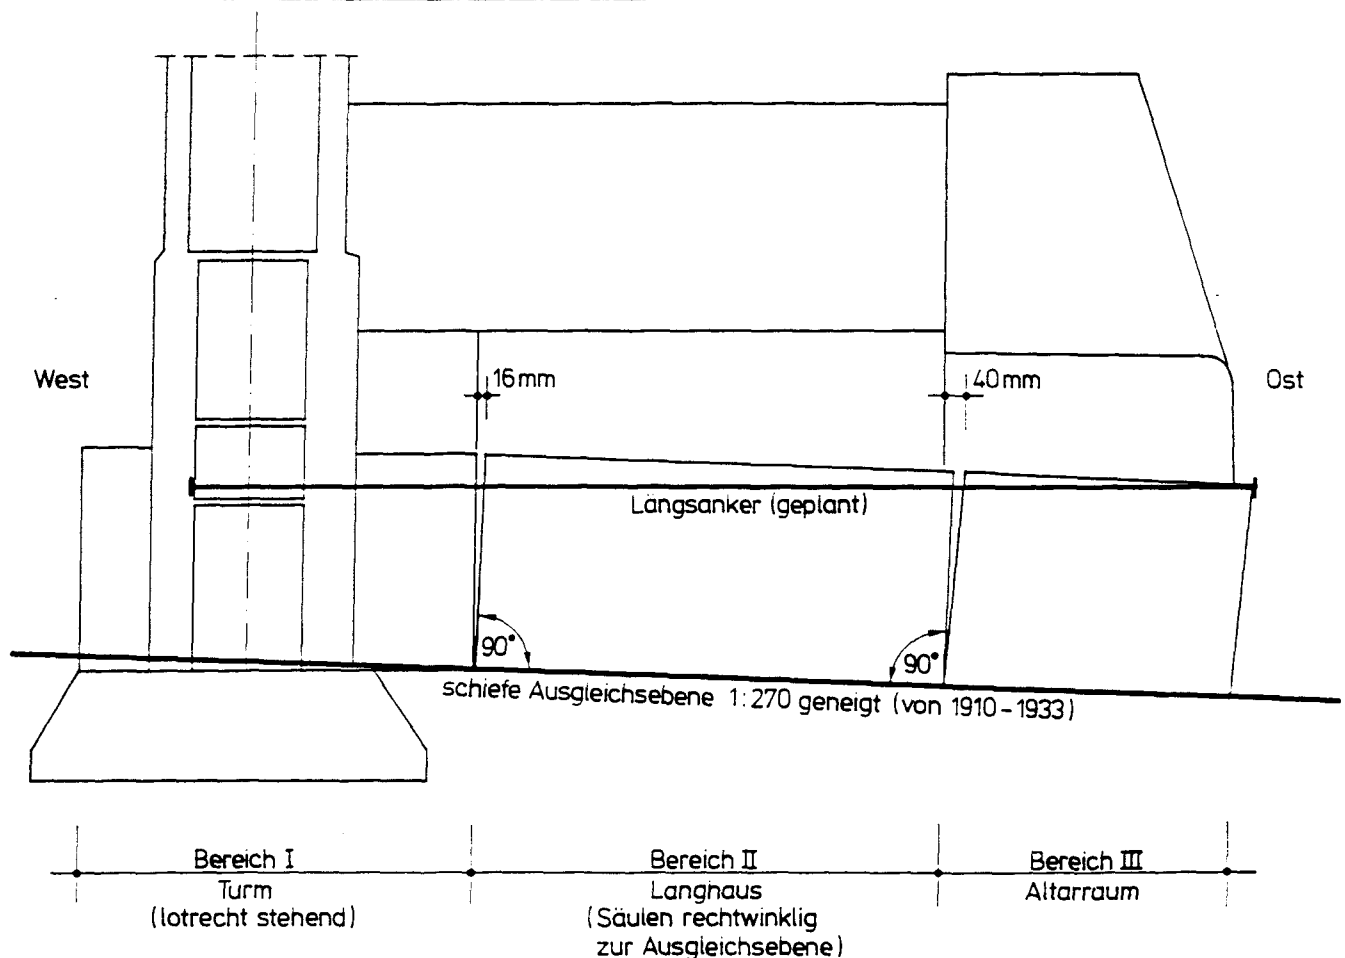 West
16mm
40mm
Ost
Längsanker (geplant)
90°
90°
schiefe Ausgleichsebene 1:270 geneigt (von 1910-1933)
Bereich I
Bereich II
Bereich III
Turm
Langhaus
Altarraum
(lotrecht stehend)
(Säulen rechtwinklig
zur Ausgleichsebene)